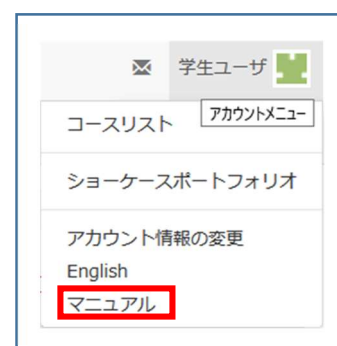 学生ユーザ
アカウントメニュー
コースリスト
ショーケースポートフォリオ
アカウント情報の変更
English
マニュアル